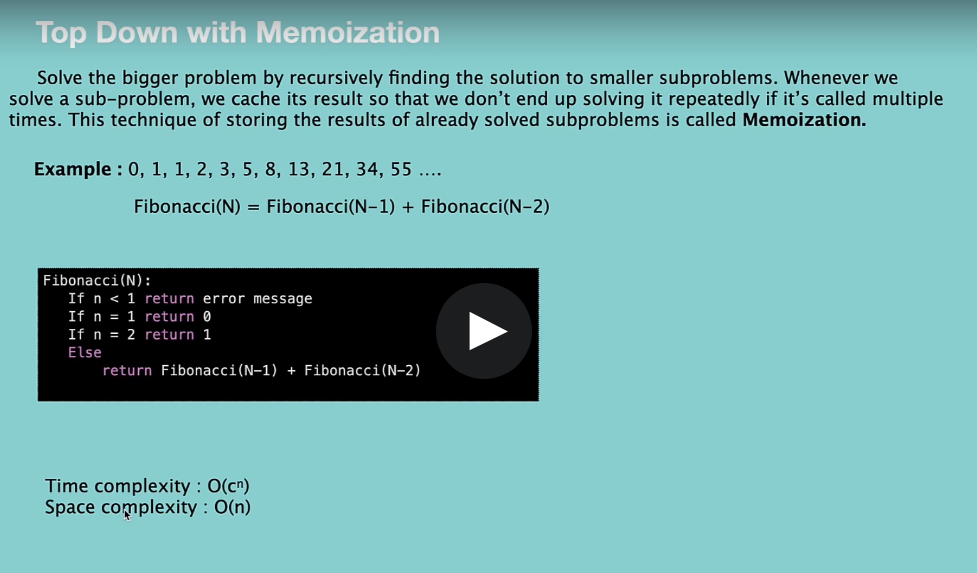 Top Down with Memoization
Solve the bigger problem by recursively finding the solution to smaller subproblems. Whenever we
solve a sub-problem, we cache its result so that we don't end up solving it repeatedly if it's called multiple
times. This technique of storing the results of already solved subproblems is called Memoization.
Example : 0, 1, 1, 2, 3, 5, 8, 13, 21, 34, 55 ....
Fibonacci(N) = Fibonacci(N-1) + Fibonacci(N-2)
Fibonacci(N):
If n < 1 return error message
If n = 1 return 0
If n = 2 return 1
Else
return Fibonacci(N-1) + Fibonacci(N-2)
Time complexity : O(cⁿ)
Space complexity : O(n)